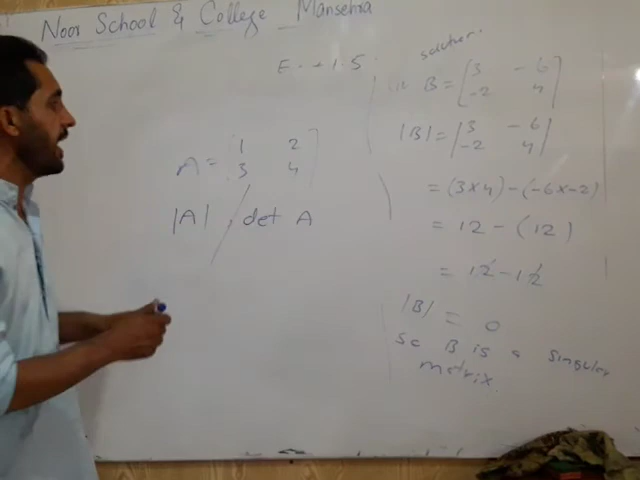 Noor School & College Mansehra
Ex 1.5
A = [1 2
3 4]
|A| / det A
solution.
B = [3 -6
-2 4]
|B| = |3 -6
-2 4|
= (3x4) - (-6x-2)
= 12 - (12)
= 12 - 12
|B| = 0
So B is a singular
matrix.